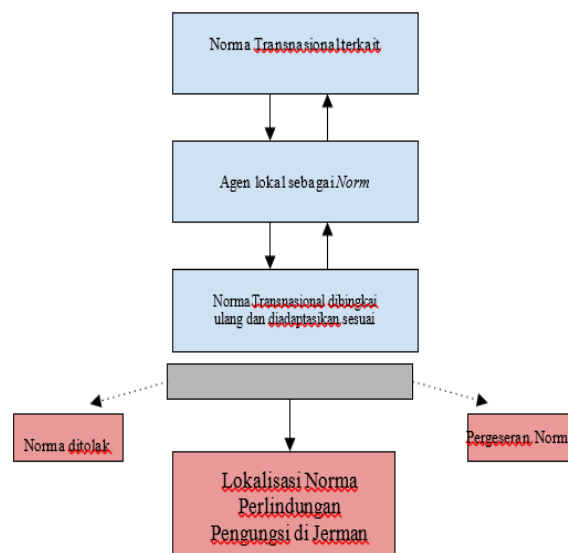 Norma Transnasional terkait
Agen lokal sebagai Norm
Norma Transnasional dibingkai
ulang dan diadaptasikan sesuai
Norma ditolak
Pergeseran Norm
Lokalisasi Norma
Perlindungan
Pengungsi di Jerman